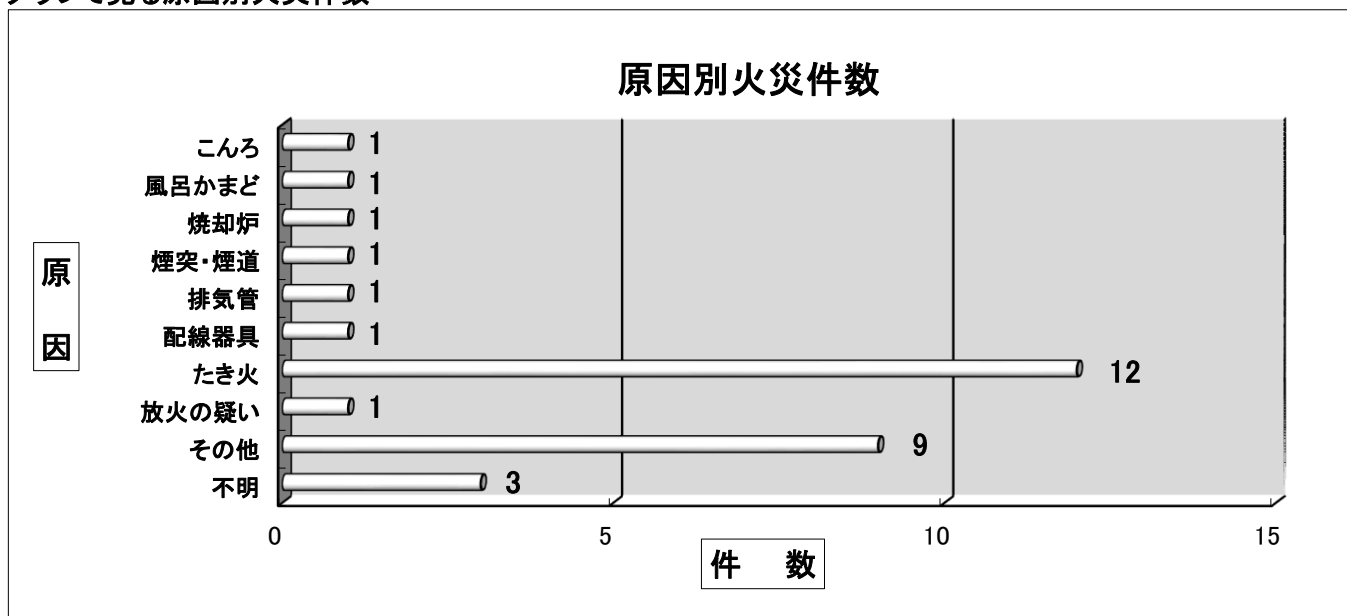 原因別火災件数
こんろ 1
風呂かまど 1
焼却炉 1
煙突・煙道 1
排気管 1
配線器具 1
たき火 12
放火の疑い 1
その他 9
不明 3
原因
0 5 10 15
件 数